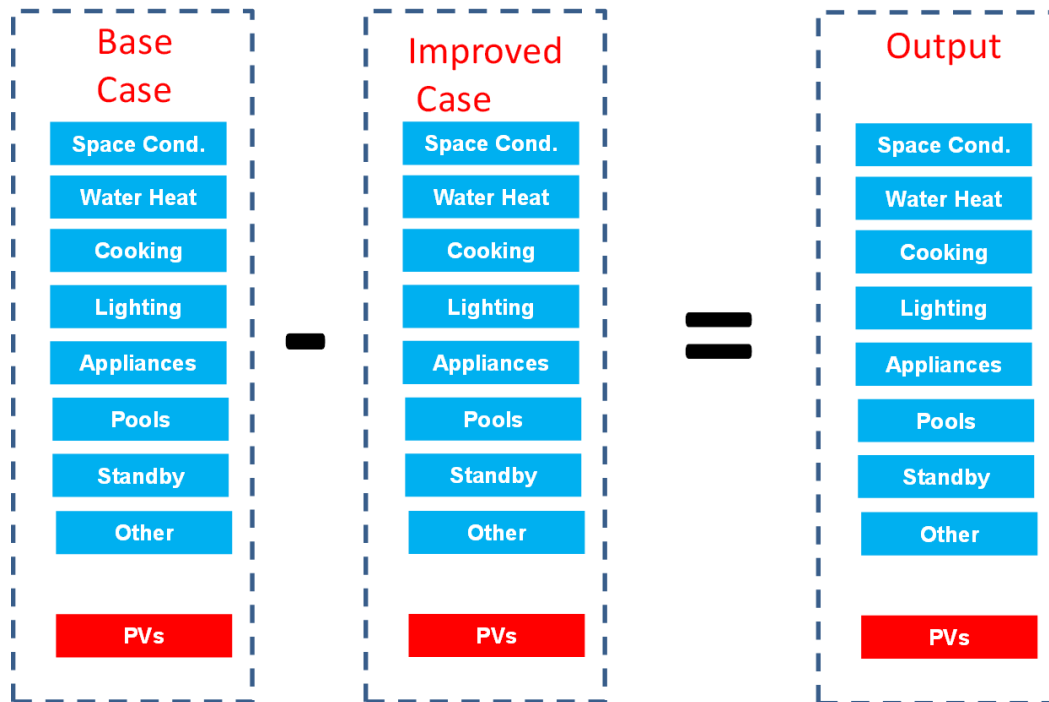 Base
Case
Space Cond.
Water Heat
Cooking
Lighting
Appliances
Pools
Standby
Other
PVs
-
Improved
Case
Space Cond.
Water Heat
Cooking
Lighting
Appliances
Pools
Standby
Other
PVs
=
Output
Space Cond.
Water Heat
Cooking
Lighting
Appliances
Pools
Standby
Other
PVs